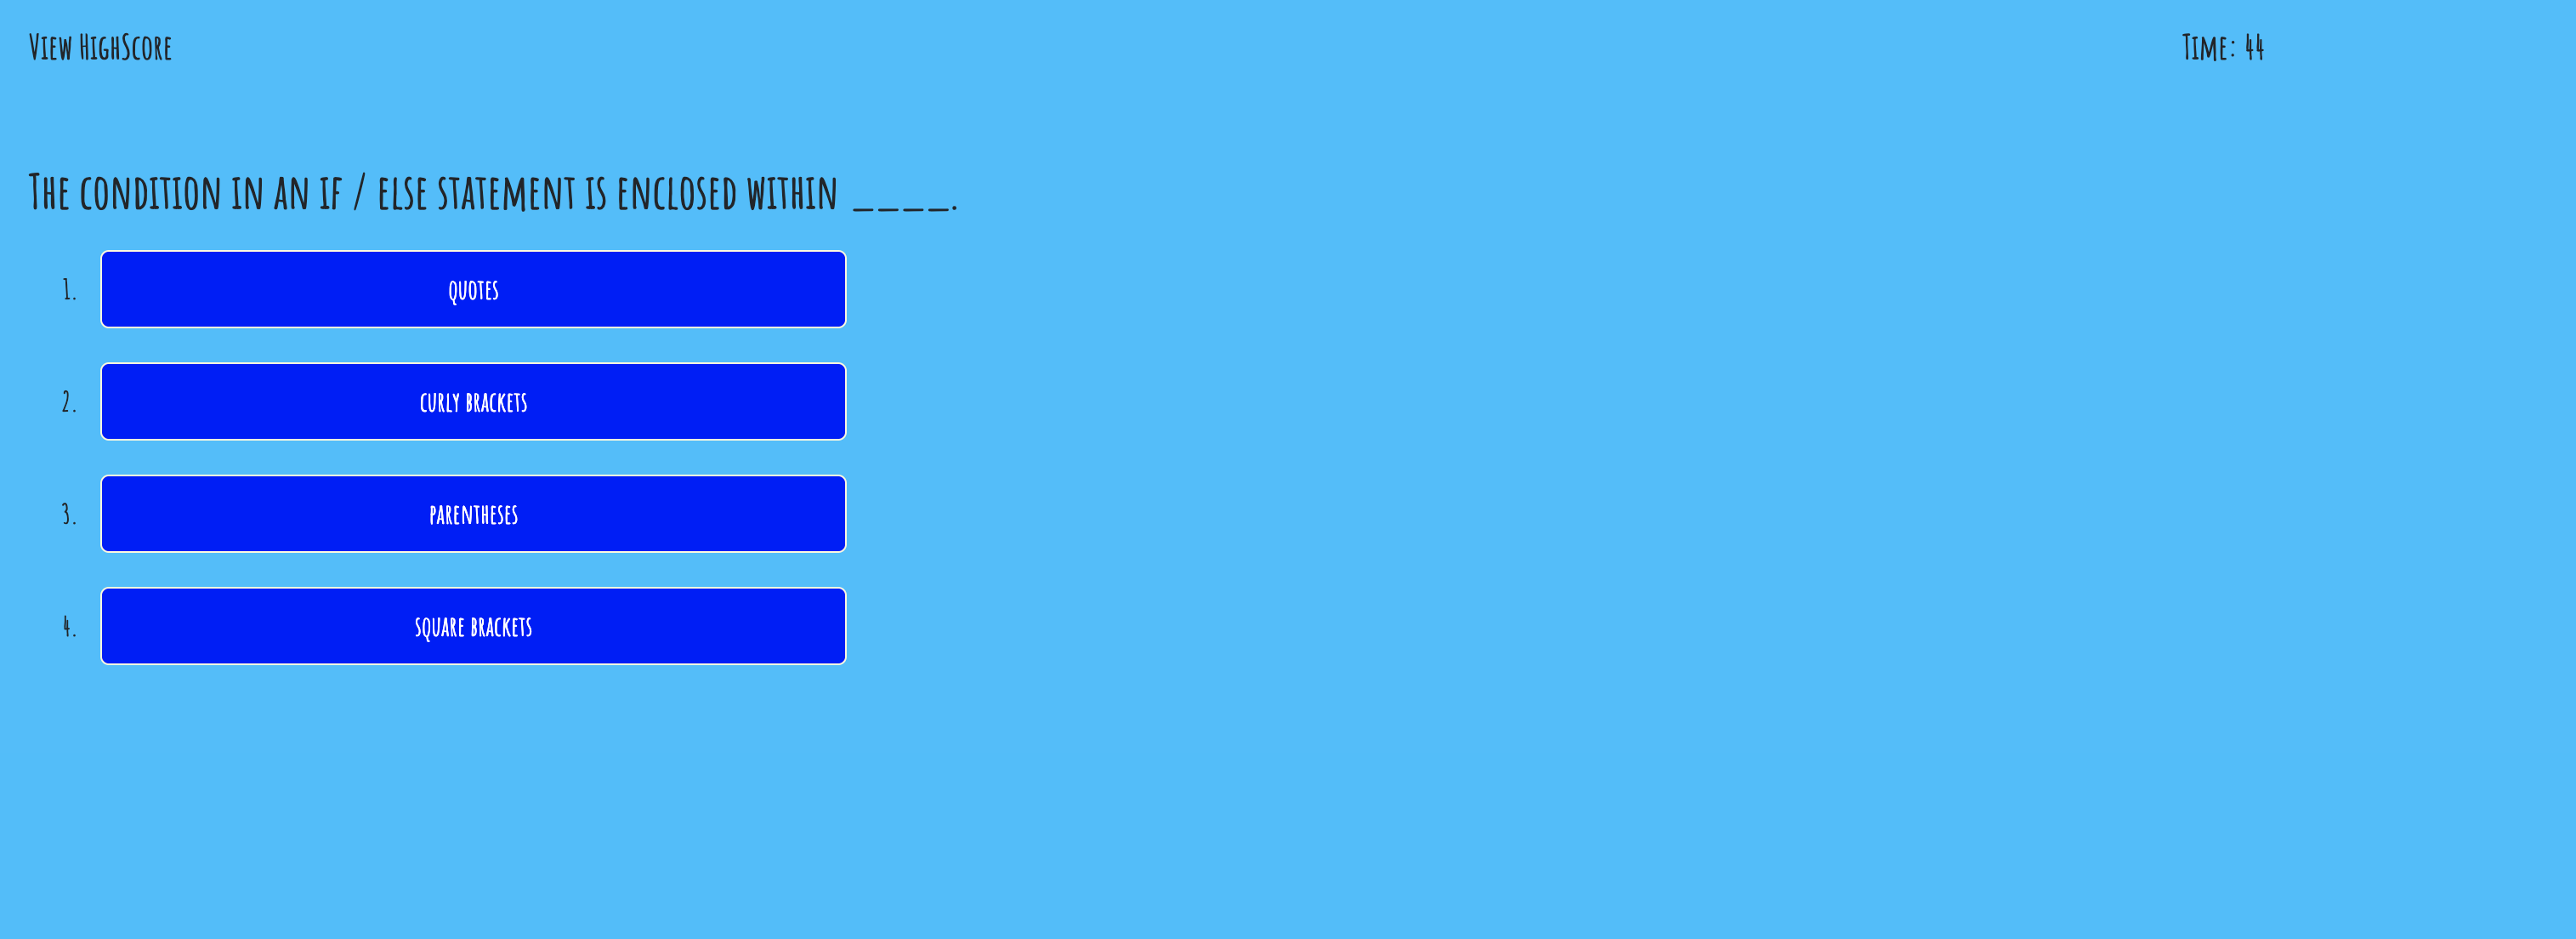 View HighScore
Time: 44
The condition in an if / else statement is enclosed within ____.
1. quotes
2. curly brackets
3. parentheses
4. square brackets